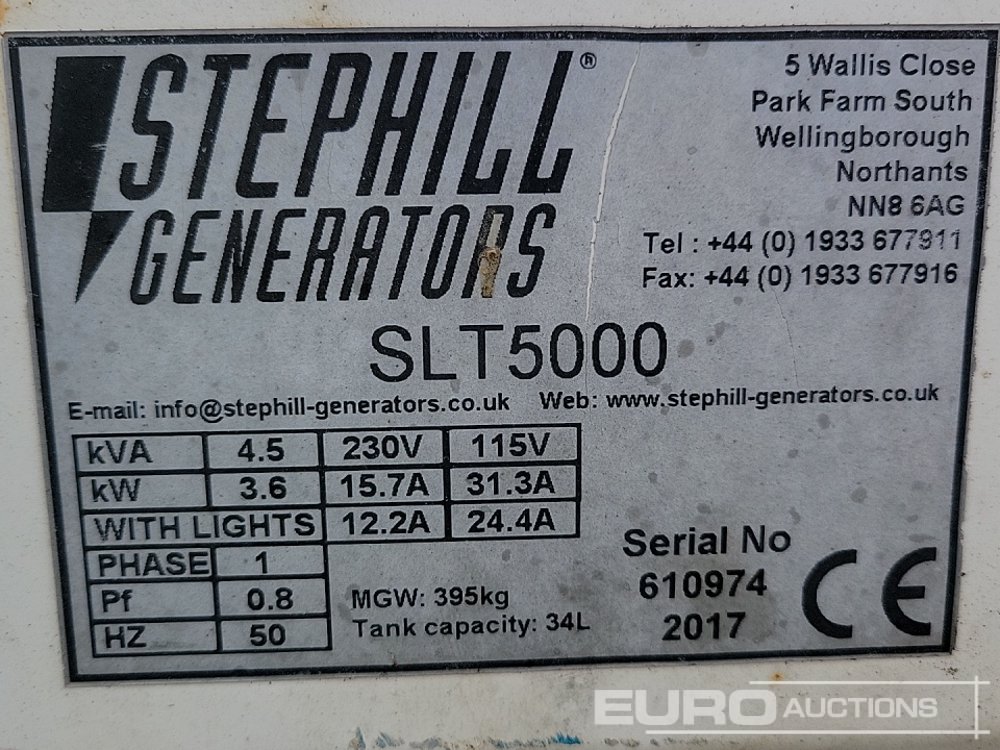 STEPHILL®
GENERATORS
5 Wallis Close
Park Farm South
Wellingborough
Northants
NN8 6AG
Tel : +44 (0) 1933 677911
Fax: +44 (0) 1933 677916
SLT5000
E-mail: info@stephill-generators.co.uk Web: www.stephill-generators.co.uk
kVA 4.5 230V 115V
kW 3.6 15.7A 31.3A
WITH LIGHTS 12.2A 24.4A
PHASE 1
Pf 0.8
HZ 50
MGW: 395kg
Tank capacity: 34L
Serial No
610974
2017
CE
EURO AUCTIONS